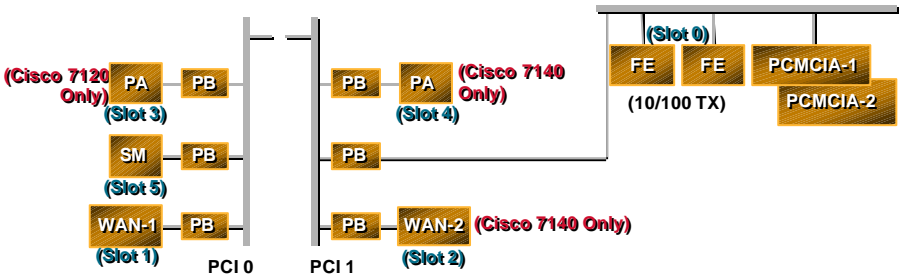 (Slot 0)
FE FE PCMCIA-1
PCMCIA-2
(10/100 TX)
(Cisco 7120
Only)
PA PB
(Slot 3)
PB PA
(Cisco 7140
Only)
(Slot 4)
SM PB
(Slot 5)
PB
WAN-1 PB
(Slot 1)
PB WAN-2 (Cisco 7140 Only)
(Slot 2)
PCI 0 PCI 1